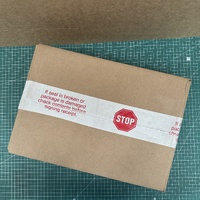 If seal is broken or
package is damaged
check contents before
signing receipt.
STOP